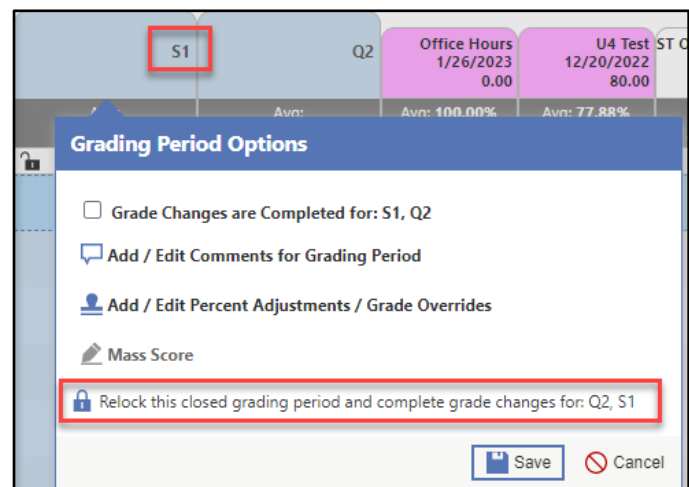 S1
Q2
Office Hours
1/26/2023
0.00
U4 Test
12/20/2022
80.00
ST
Avg:
Avg: 100.00%
Avg: 77.88%
Grading Period Options
Grade Changes are Completed for: S1, Q2
Add / Edit Comments for Grading Period
Add / Edit Percent Adjustments / Grade Overrides
Mass Score
Relock this closed grading period and complete grade changes for: Q2, S1
Save
Cancel